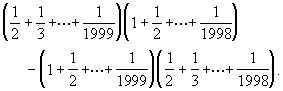 (1/2 + 1/3 + ··· + 1/1999)(1 + 1/2 + ··· + 1/1998)
− (1 + 1/2 + ··· + 1/1999)(1/2 + 1/3 + ··· + 1/1998).